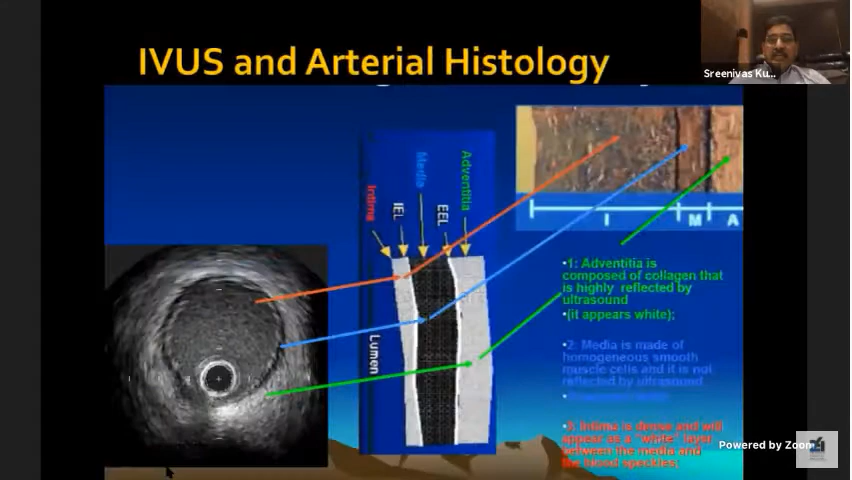 IVUS and Arterial Histology
Sreenivas Ku...
Intima
IEL
Media
EEL
Adventitia
Lumen
I
M
A
•1: Adventitia is
composed of collagen that
is highly reflected by
ultrasound
•(it appears white);
2: Media is made of
homogeneous smooth
muscle cells and it is not
reflected by ultrasound
3: Intima is dense and will
appear as a "white" layer
between the media and
the blood speckles;
Powered by Zoom